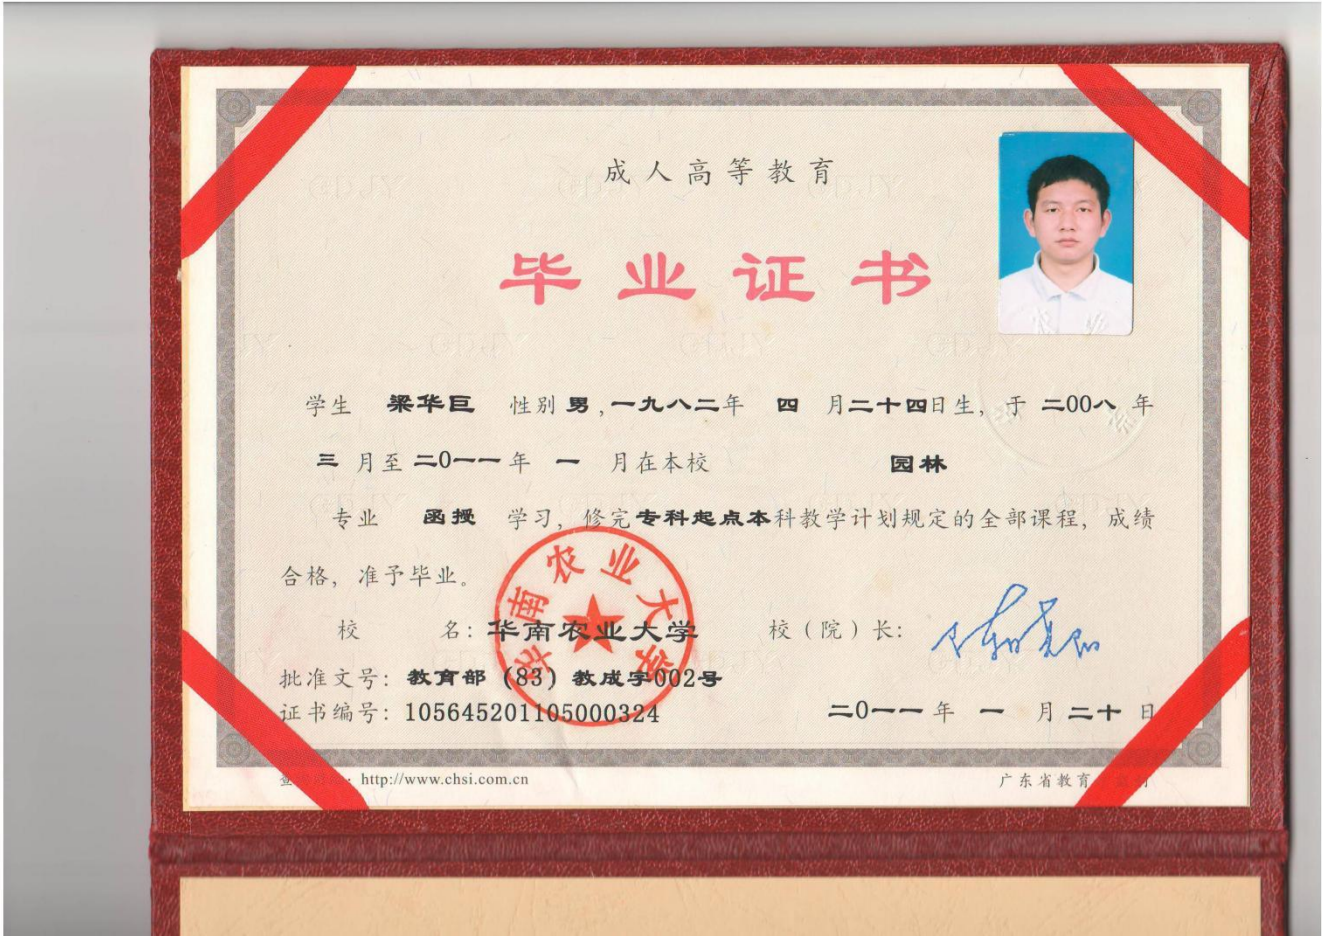 成人高等教育
毕业证书
学生 梁华巨 性别 男,一九八二年 四 月二十四日生, 于 二00八 年
三 月至 二0一一 年 一 月在本校 园林
专业 函授 学习, 修完专科起点本科教学计划规定的全部课程, 成绩
合格, 准予毕业。
校 名: 华南农业大学 校（院）长:
华南农业大学
批准文号: 教育部 (83) 教成字002号
证书编号: 105645201105000324 二0一一 年 一 月 二十 日
http://www.chsi.com.cn 广东省教育